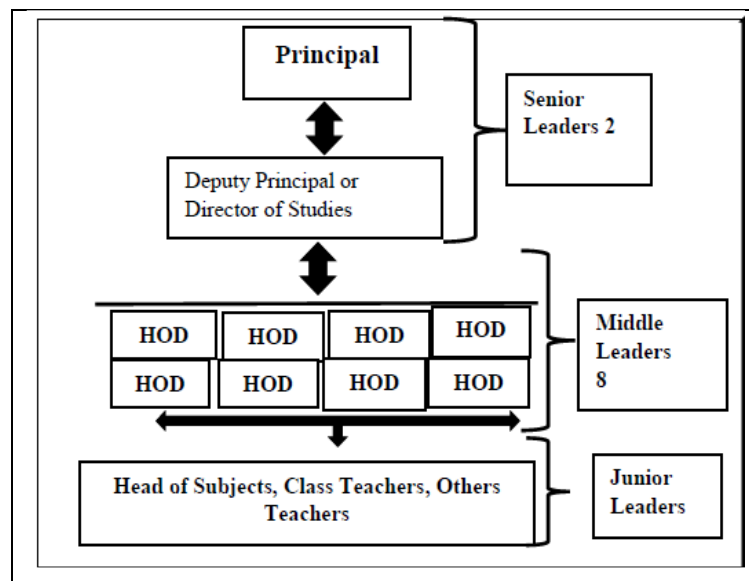 Principal
Senior
Leaders 2
Deputy Principal or
Director of Studies
HOD
HOD
HOD
HOD
HOD
HOD
HOD
HOD
Middle
Leaders
8
Head of Subjects, Class Teachers, Others
Teachers
Junior
Leaders